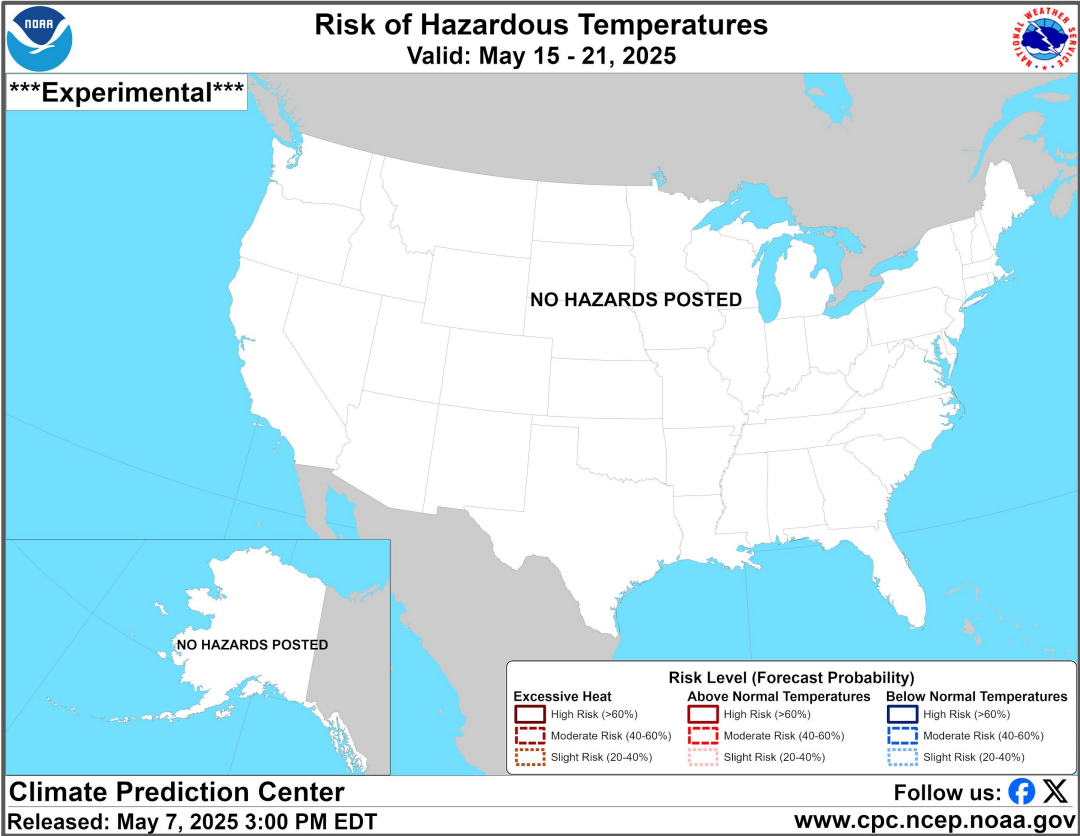 NOAA
Risk of Hazardous Temperatures
Valid: May 15 - 21, 2025
NATIONAL WEATHER SERVICE
***Experimental***
NO HAZARDS POSTED
NO HAZARDS POSTED
Risk Level (Forecast Probability)
Excessive Heat
High Risk (>60%)
Moderate Risk (40-60%)
Slight Risk (20-40%)
Above Normal Temperatures
High Risk (>60%)
Moderate Risk (40-60%)
Slight Risk (20-40%)
Below Normal Temperatures
High Risk (>60%)
Moderate Risk (40-60%)
Slight Risk (20-40%)
Climate Prediction Center
Follow us:
Released: May 7, 2025 3:00 PM EDT
www.cpc.ncep.noaa.gov